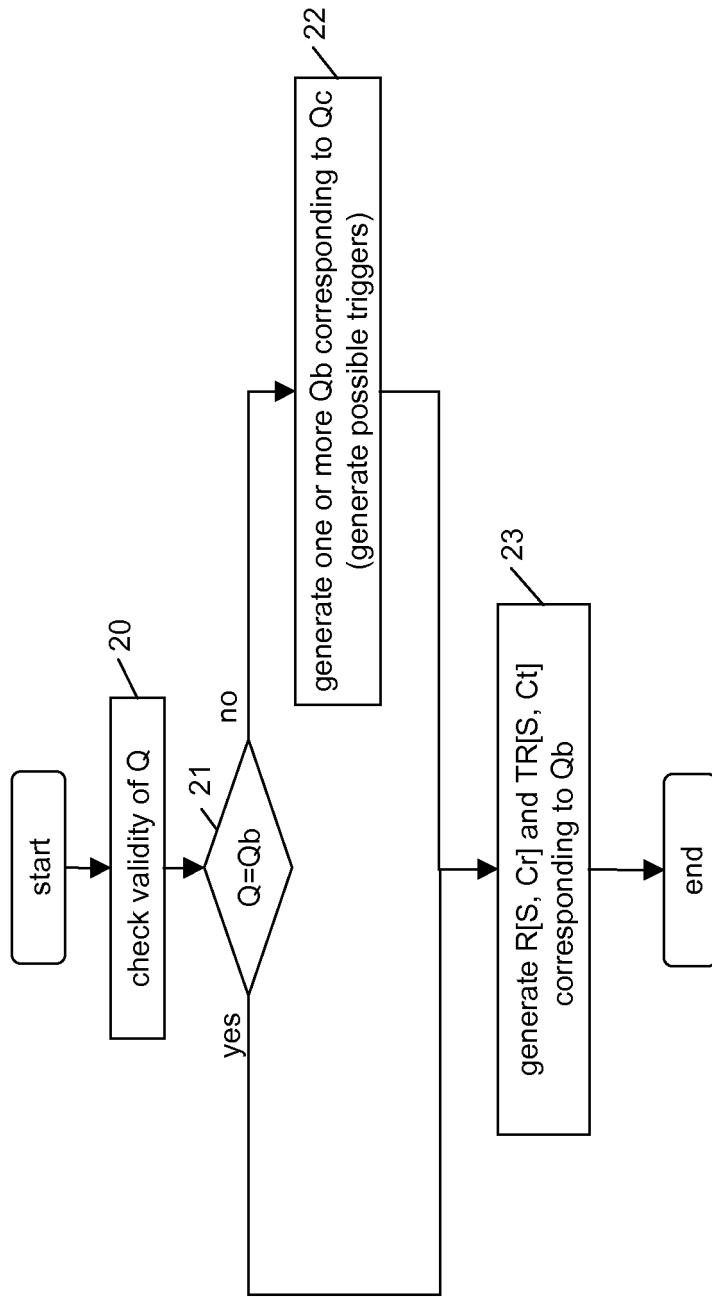 start
20
check validity of Q
21
Q=Qb
yes
no
22
generate one or more Qb corresponding to Qc
(generate possible triggers)
23
generate R[S, Cr] and TR[S, Ct]
corresponding to Qb
end